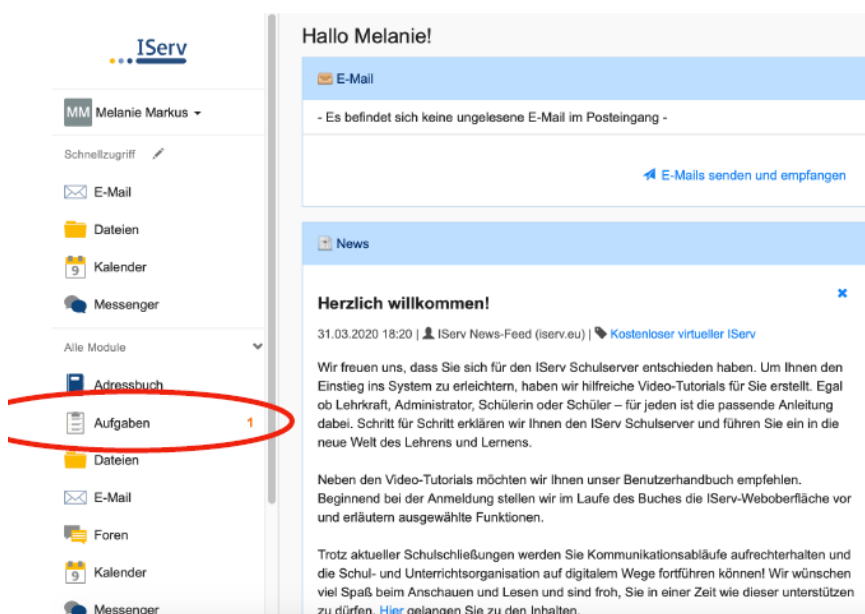 IServ
MM Melanie Markus
Schnellzugriff
E-Mail
Dateien
9 Kalender
Messenger
Alle Module
Adressbuch
Aufgaben 1
Dateien
E-Mail
Foren
9 Kalender
Messenger
Hallo Melanie!
E-Mail
- Es befindet sich keine ungelesene E-Mail im Posteingang -
E-Mails senden und empfangen
News
Herzlich willkommen!
31.03.2020 18:20 | IServ News-Feed (iserv.eu) | Kostenloser virtueller IServ
Wir freuen uns, dass Sie sich für den IServ Schulserver entschieden haben. Um Ihnen den
Einstieg ins System zu erleichtern, haben wir hilfreiche Video-Tutorials für Sie erstellt. Egal
ob Lehrkraft, Administrator, Schülerin oder Schüler – für jeden ist die passende Anleitung
dabei. Schritt für Schritt erklären wir Ihnen den IServ Schulserver und führen Sie ein in die
neue Welt des Lehrens und Lernens.
Neben den Video-Tutorials möchten wir Ihnen unser Benutzerhandbuch empfehlen.
Beginnend bei der Anmeldung stellen wir im Laufe des Buches die IServ-Weboberfläche vor
und erläutern ausgewählte Funktionen.
Trotz aktueller Schulschließungen werden Sie Kommunikationsabläufe aufrechterhalten und
die Schul- und Unterrichtsorganisation auf digitalem Wege fortführen können! Wir wünschen
viel Spaß beim Anschauen und Lesen und sind froh, Sie in einer Zeit wie dieser unterstützen
zu dürfen. Hier gelangen Sie zu den Inhalten.